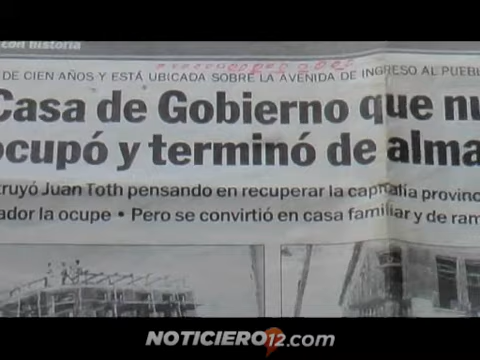 con historia
DE CIEN AÑOS Y ESTÁ UBICADA SOBRE LA AVENIDA DE INGRESO AL PUEBL
Casa de Gobierno que nu
ocupó y terminó de alma
truyó Juan Toth pensando en recuperar la capitalía provinc
ador la ocupe • Pero se convirtió en casa familiar y de ram
NOTICIERO12.com